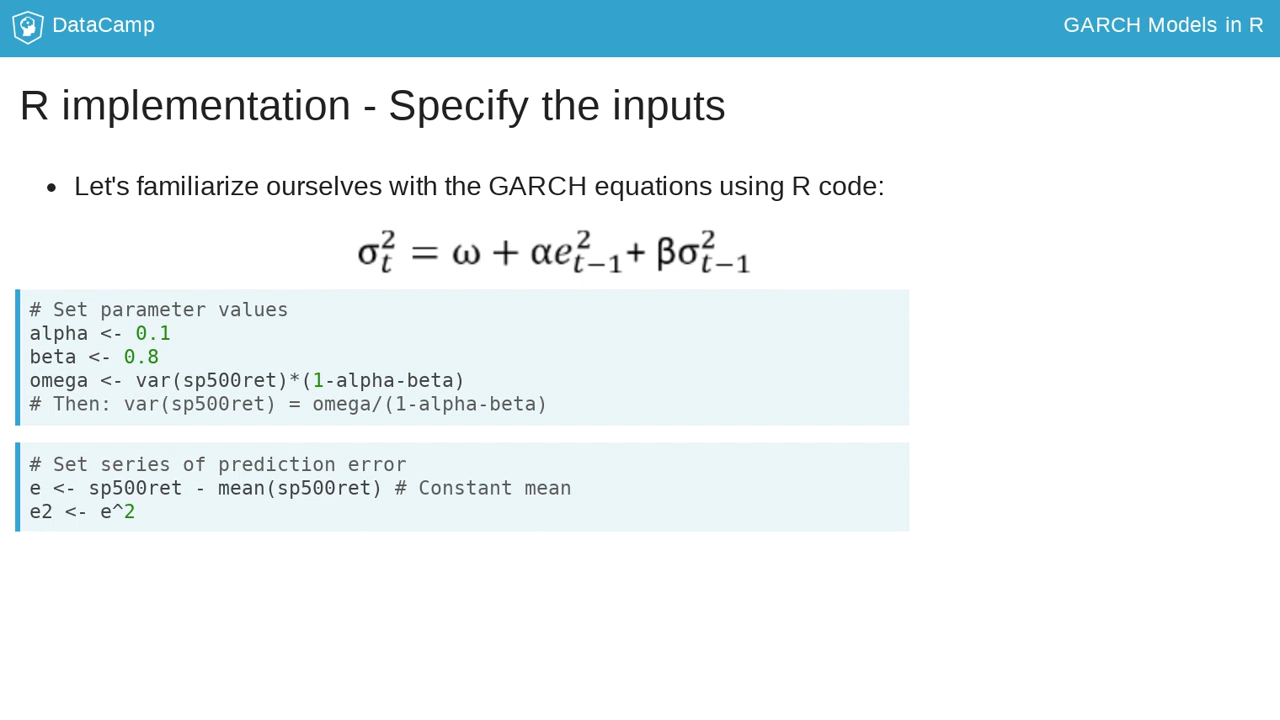 DataCamp
GARCH Models in R
R implementation - Specify the inputs
• Let's familiarize ourselves with the GARCH equations using R code:
σ²ₜ = ω + αe²ₜ₋₁ + βσ²ₜ₋₁
# Set parameter values
alpha <- 0.1
beta <- 0.8
omega <- var(sp500ret)*(1-alpha-beta)
# Then: var(sp500ret) = omega/(1-alpha-beta)
# Set series of prediction error
e <- sp500ret - mean(sp500ret) # Constant mean
e2 <- e^2